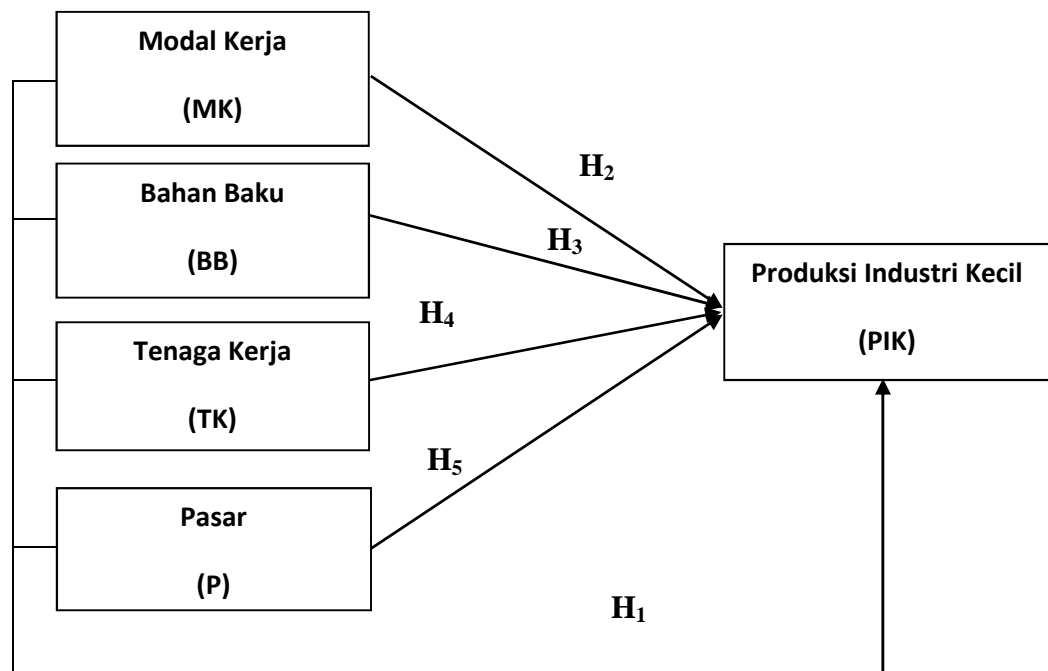 Modal Kerja
(MK)
H₂
Bahan Baku
(BB)
H₃
Produksi Industri Kecil
(PIK)
H₄
Tenaga Kerja
(TK)
H₅
Pasar
(P)
H₁